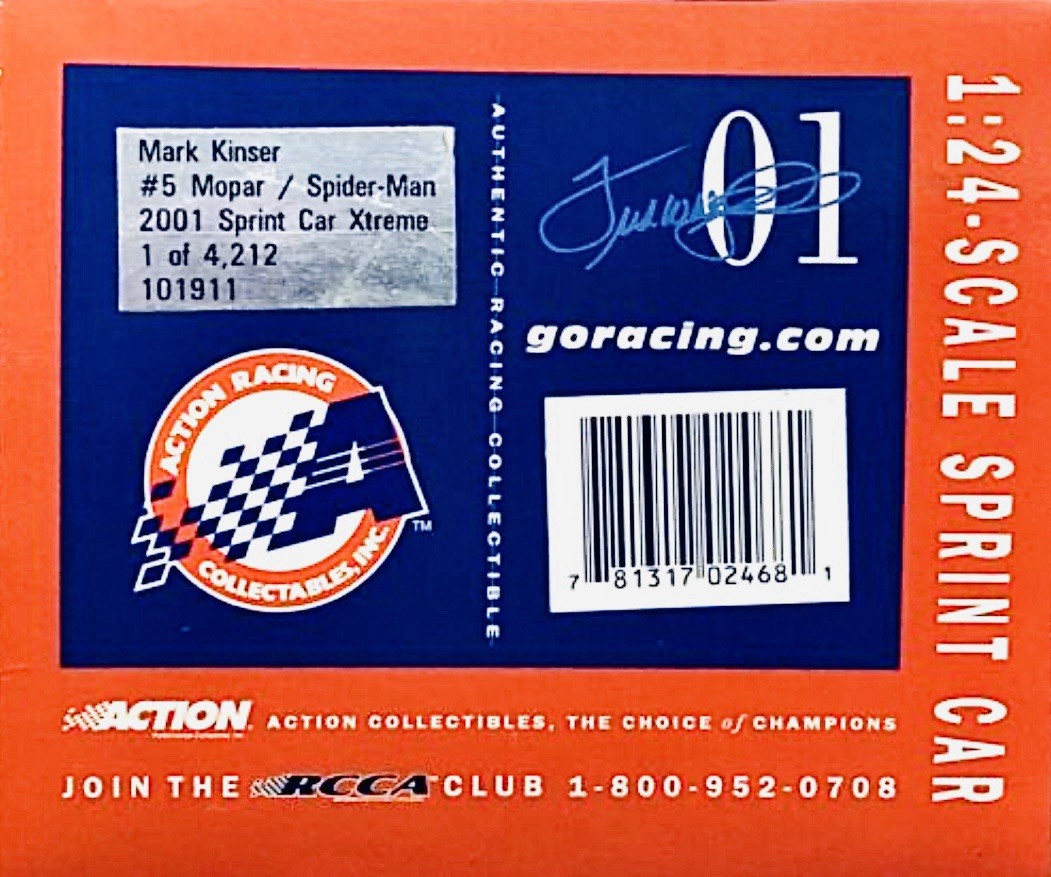 Mark Kinser
#5 Mopar / Spider-Man
2001 Sprint Car Xtreme
1 of 4,212
101911
ACTION RACING
COLLECTABLES, INC.
TM
AUTHENTIC RACING COLLECTIBLE
01
goracing.com
7 81317 02468 1
1:24-SCALE SPRINT CAR
ACTION ACTION COLLECTIBLES, THE CHOICE of CHAMPIONS
JOIN THE RCCA CLUB 1-800-952-0708